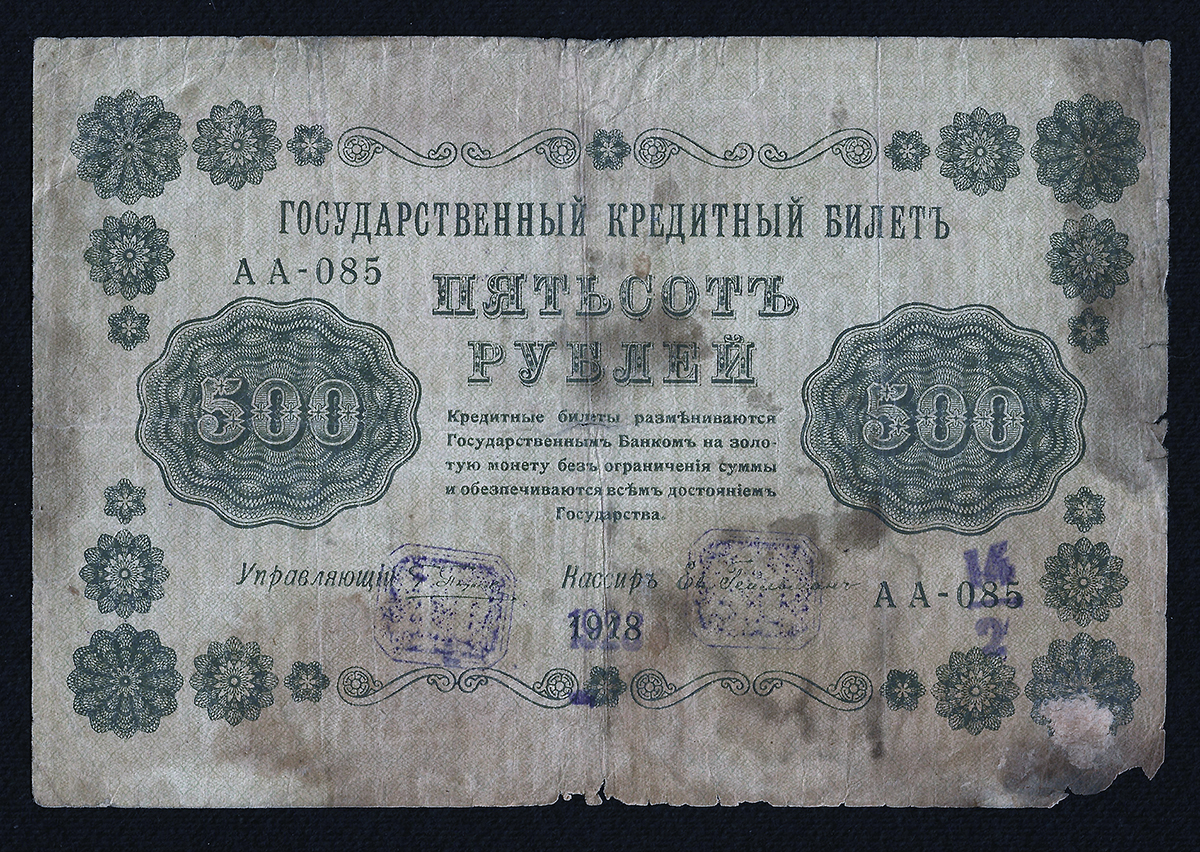 ГОСУДАРСТВЕННЫЙ КРЕДИТНЫЙ БИЛЕТЪ
АА-085
ПЯТЬСОТЪ
РУБЛЕЙ
500
500
Кредитные билеты размѣниваются
Государственнымъ Банкомъ на золо-
тую монету безъ ограниченія суммы
и обезпечиваются всѣмъ достояніемъ
Государства.
Управляющій
Кассиръ
АА-085
1918